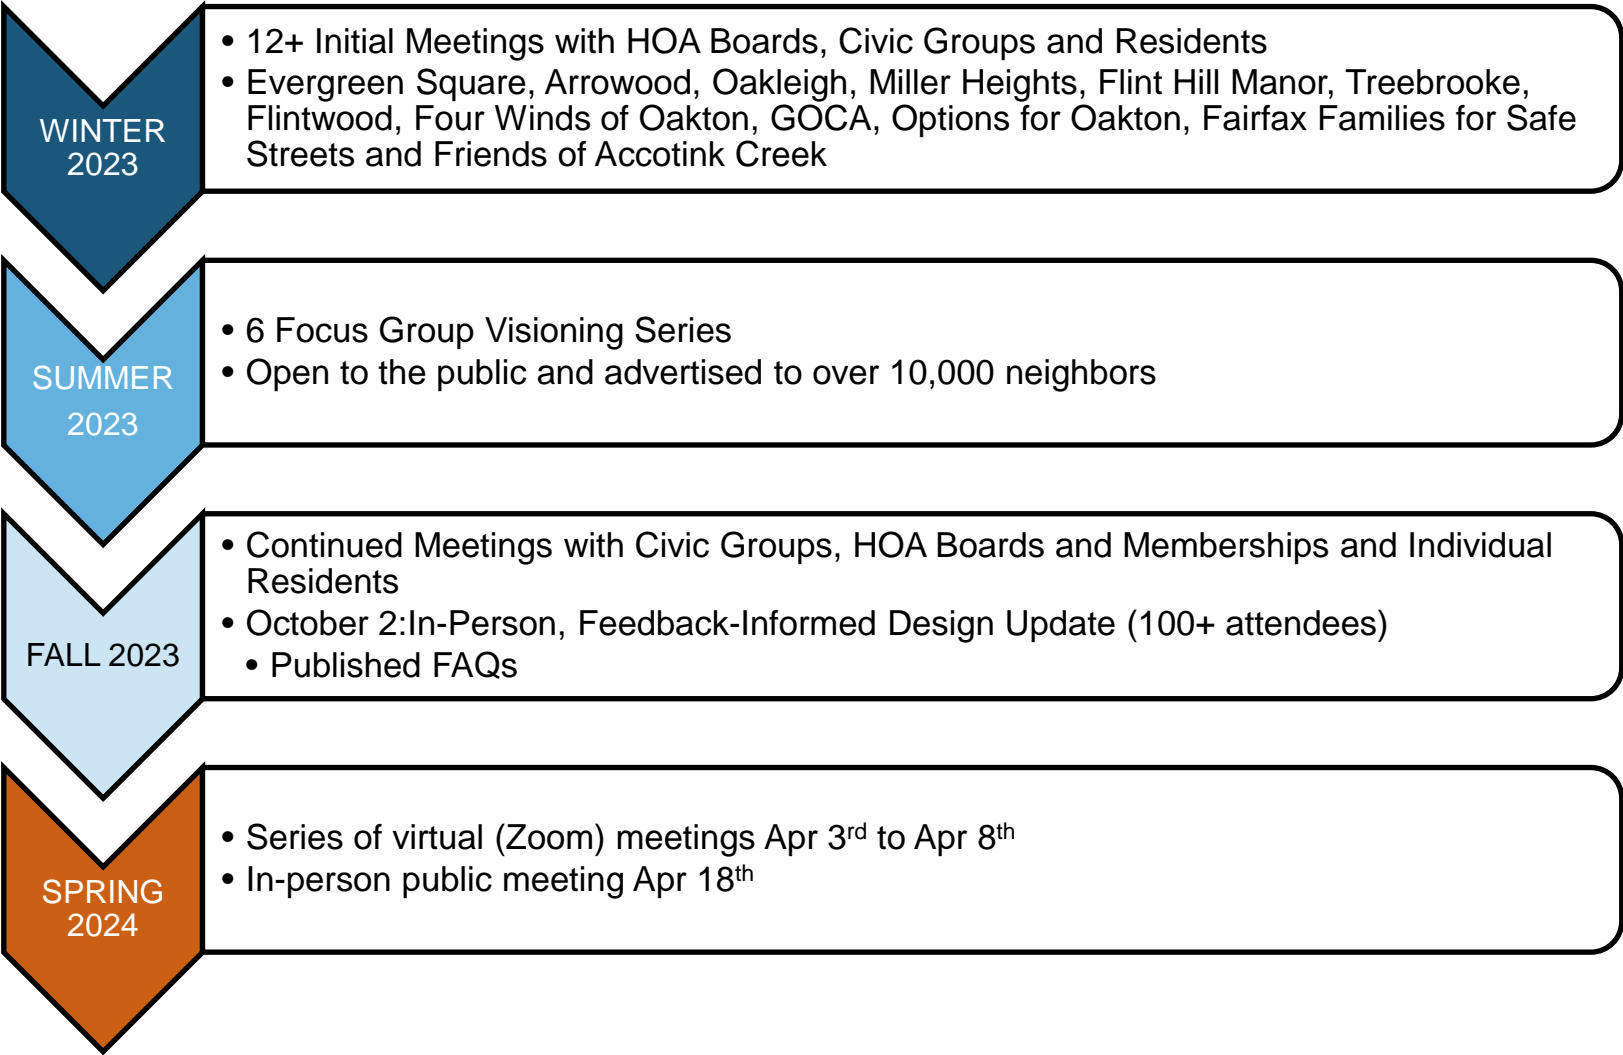 WINTER
2023
• 12+ Initial Meetings with HOA Boards, Civic Groups and Residents
• Evergreen Square, Arrowood, Oakleigh, Miller Heights, Flint Hill Manor, Treebrooke,
Flintwood, Four Winds of Oakton, GOCA, Options for Oakton, Fairfax Families for Safe
Streets and Friends of Accotink Creek
SUMMER
2023
• 6 Focus Group Visioning Series
• Open to the public and advertised to over 10,000 neighbors
FALL 2023
• Continued Meetings with Civic Groups, HOA Boards and Memberships and Individual
Residents
• October 2:In-Person, Feedback-Informed Design Update (100+ attendees)
• Published FAQs
SPRING
2024
• Series of virtual (Zoom) meetings Apr 3rd to Apr 8th
• In-person public meeting Apr 18th